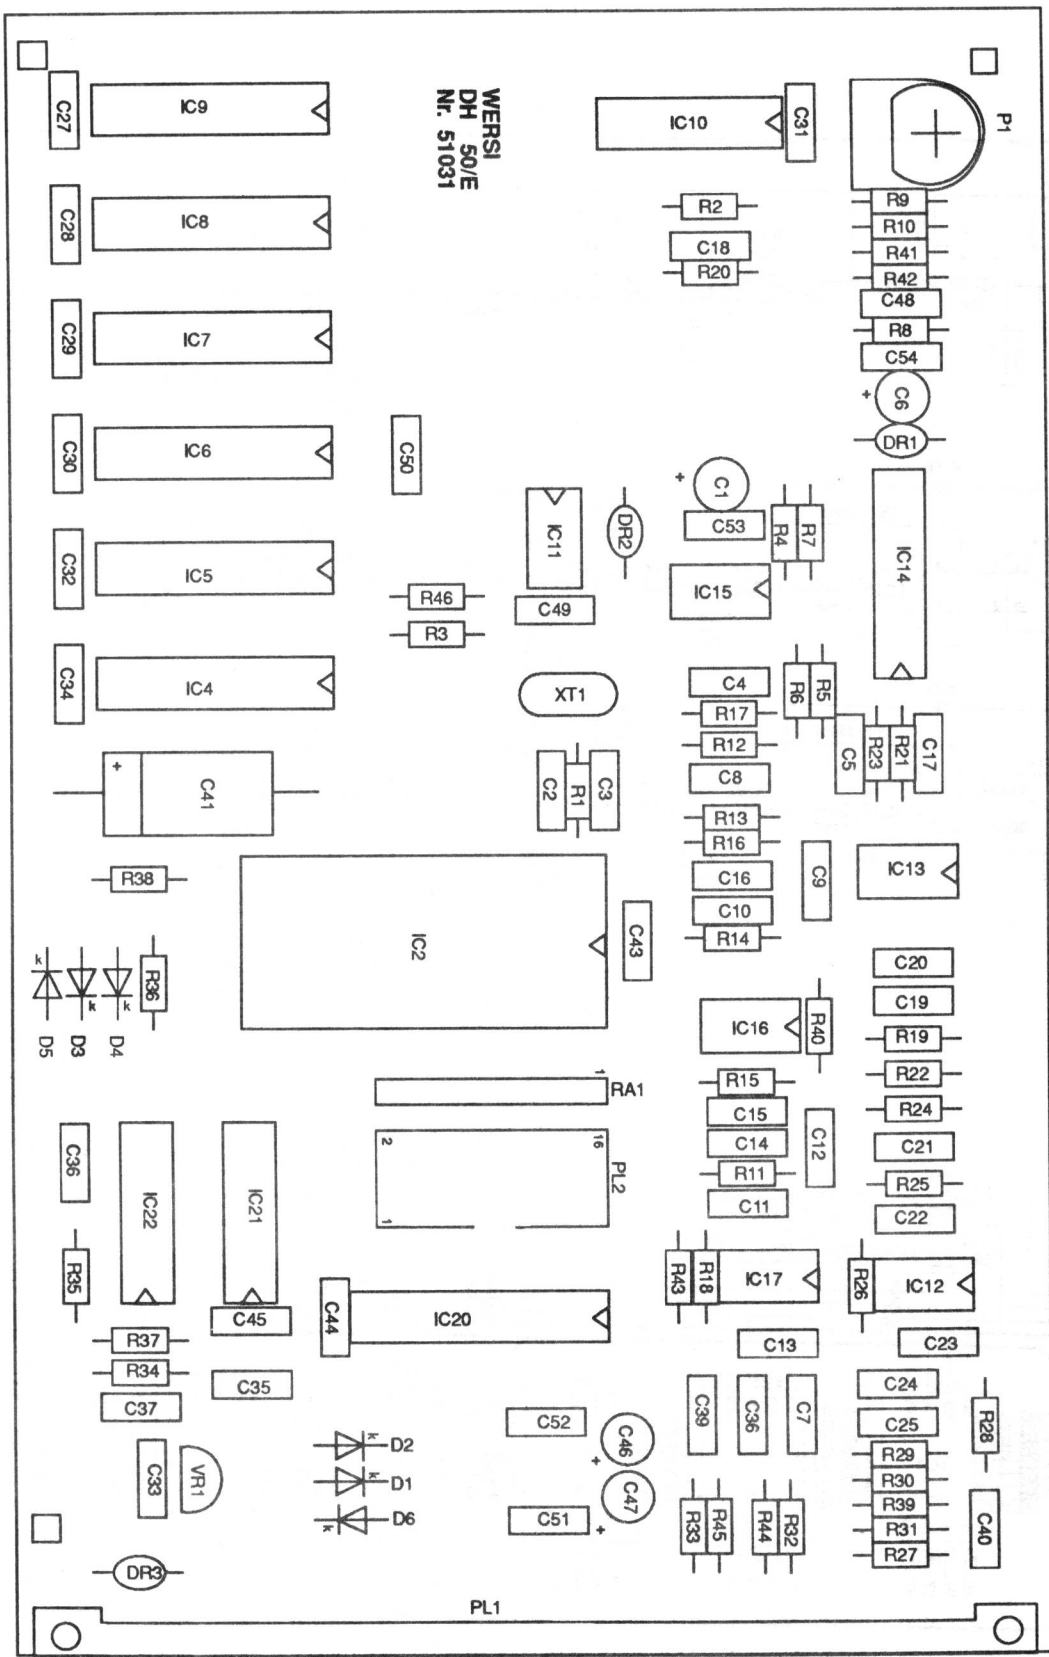 WERSI
DH 50/E
Nr. 51031
C27
IC9
IC10
C31
P1
R9
C28
IC8
R2
R10
C18
R41
R20
R42
C48
C29
IC7
R8
C54
C6
+
DR1
C30
IC6
C50
C1
+
C53
R4
R7
IC11
DR2
IC14
C32
IC5
R46
C49
IC15
R3
C34
IC4
XT1
C4
R6
R5
R17
R12
C8
C5
R23
R21
C17
+
C41
C2
R1
C3
R13
R16
C16
C9
IC13
R38
C10
R14
IC2
C43
k
k
k
R36
D5
D3
D4
C20
C19
IC16
R40
R19
R22
1
RA1
R15
C15
R24
C14
C12
C21
2
16
PL2
1
R11
R25
C11
C22
C36
IC22
IC21
R35
R43
R18
IC17
R26
IC12
C45
C44
IC20
R37
C13
C23
R34
C35
C24
C37
C39
C36
C7
C25
R28
C52
C46
+
k
D2
R29
C33
VR1
k
D1
C47
+
R30
R39
k
D6
C51
R33
R45
R44
R32
R31
C40
R27
DR3
PL1